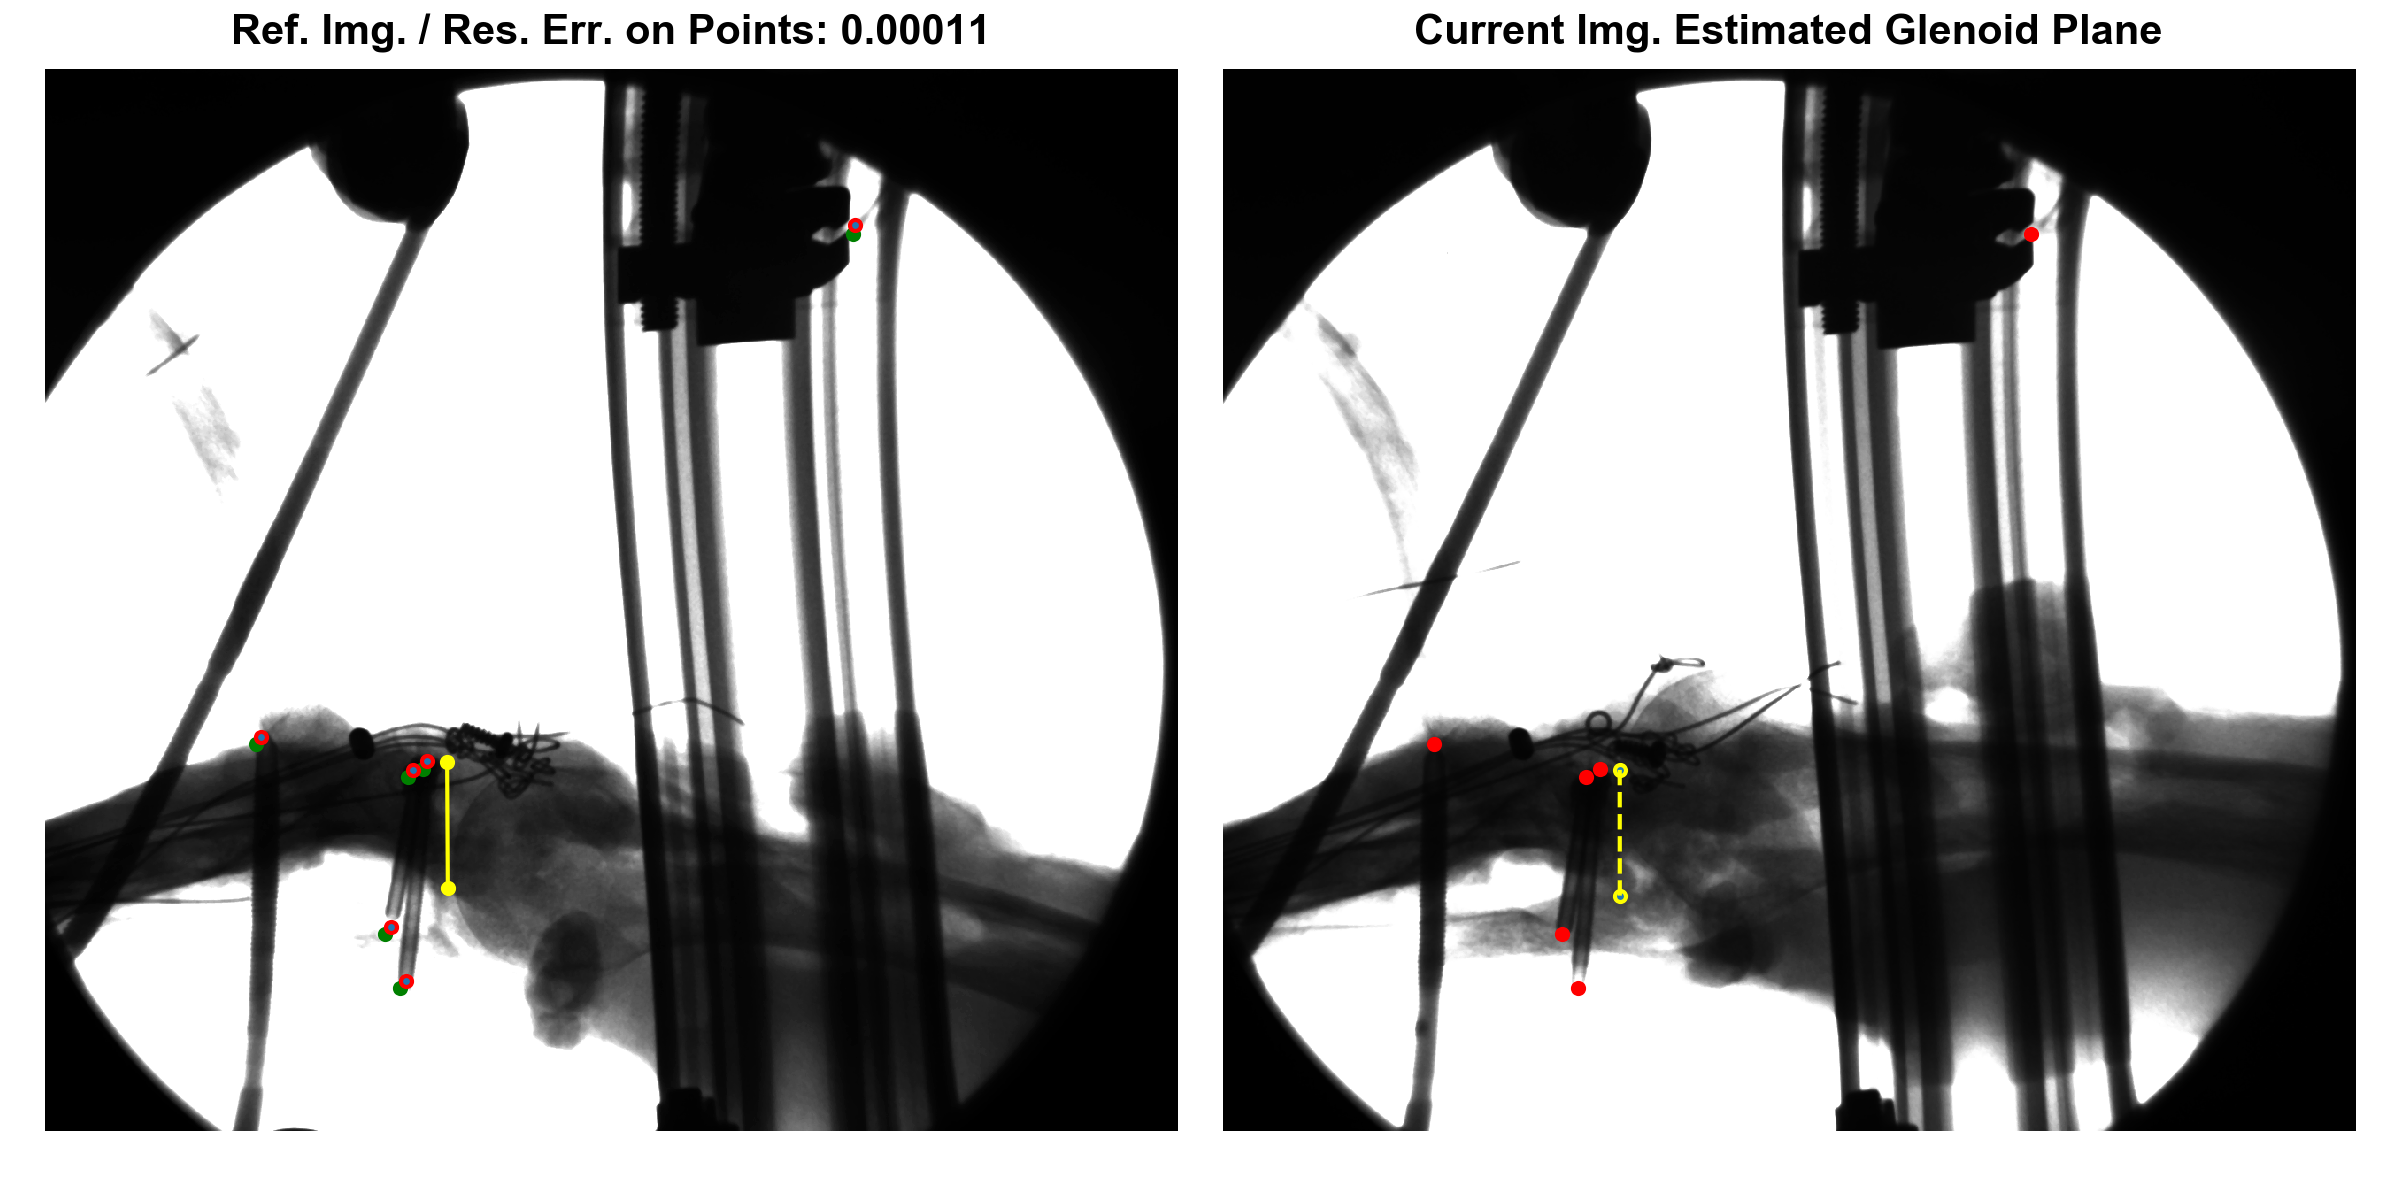 Ref. Img. / Res. Err. on Points: 0.00011
Current Img. Estimated Glenoid Plane